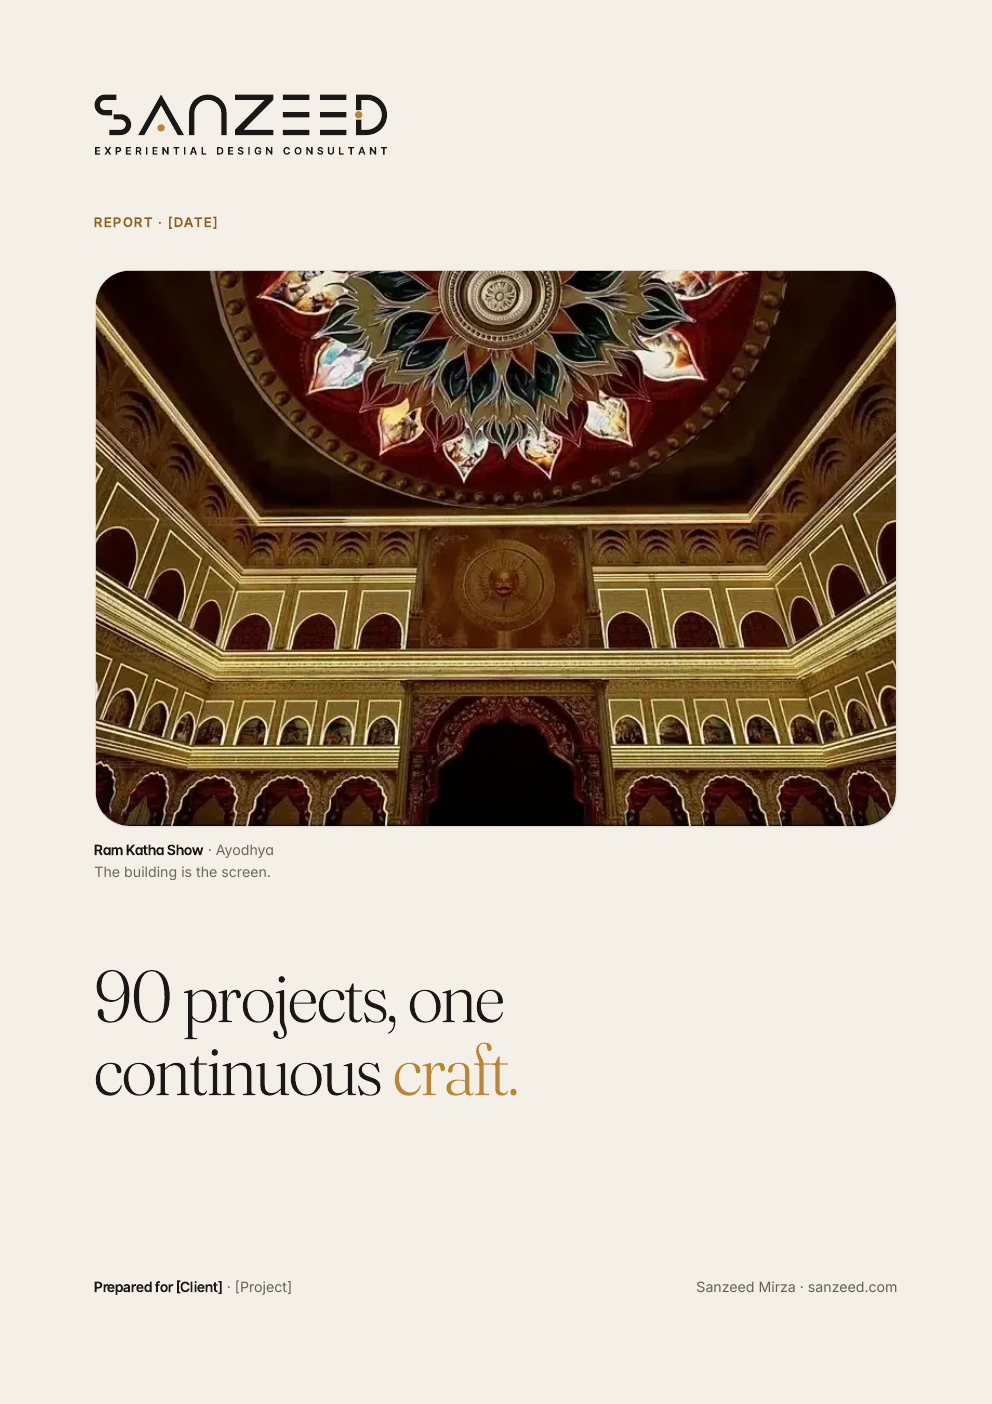 SANZEED
EXPERIENTIAL DESIGN CONSULTANT
REPORT · [DATE]
Ram Katha Show · Ayodhya
The building is the screen.
90 projects, one
continuous craft.
Prepared for [Client] · [Project]
Sanzeed Mirza · sanzeed.com